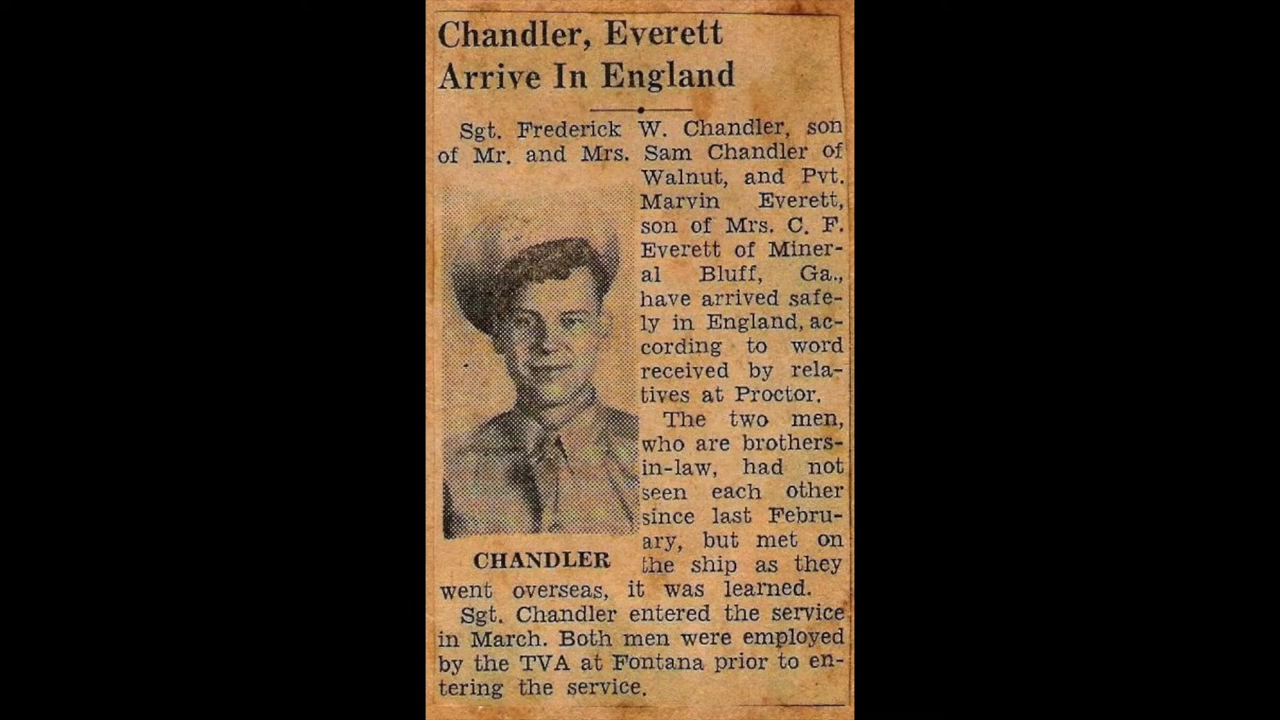 Chandler, Everett
Arrive In England
Sgt. Frederick W. Chandler, son
of Mr. and Mrs. Sam Chandler of
Walnut, and Pvt.
Marvin Everett,
son of Mrs. C. F.
Everett of Miner-
al Bluff, Ga.,
have arrived safe-
ly in England, ac-
cording to word
received by rela-
tives at Proctor.
The two men,
who are brothers-
in-law, had not
seen each other
since last Febru-
ary, but met on
the ship as they
CHANDLER
went overseas, it was learned.
Sgt. Chandler entered the service
in March. Both men were employed
by the TVA at Fontana prior to en-
tering the service.